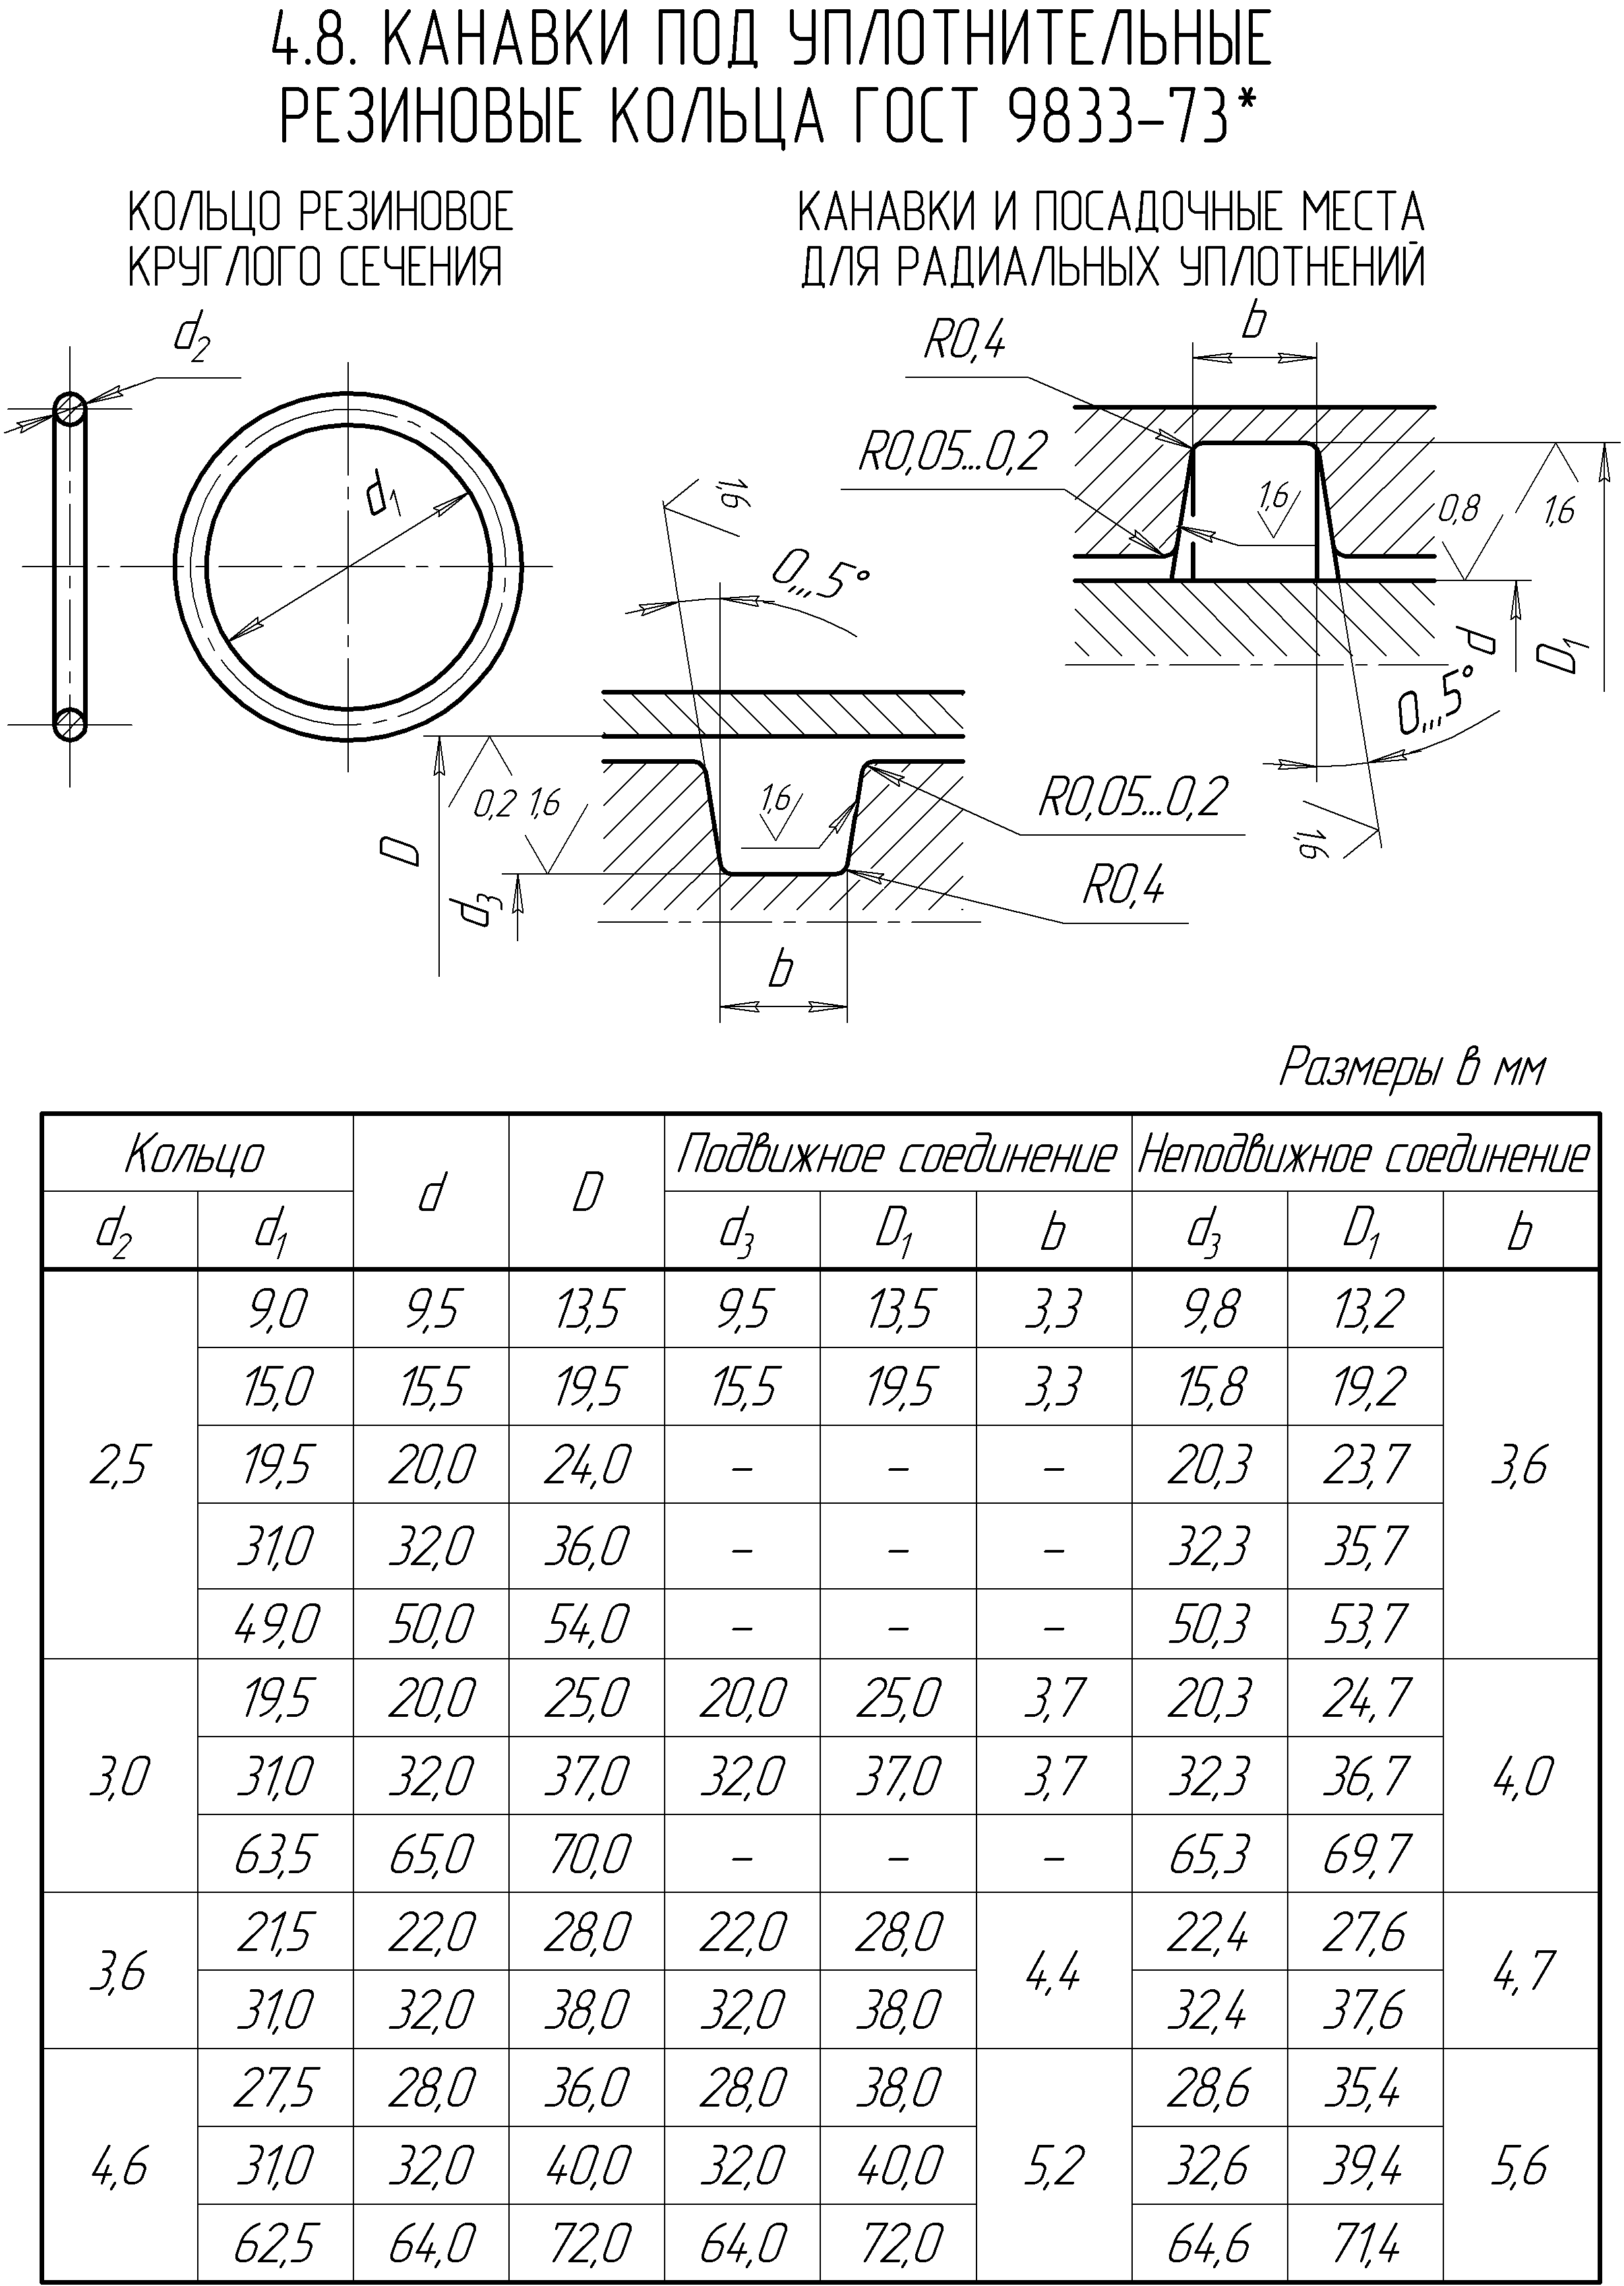 4.8. КАНАВКИ ПОД УПЛОТНИТЕЛЬНЫЕ
РЕЗИНОВЫЕ КОЛЬЦА ГОСТ 9833-73*
КОЛЬЦО РЕЗИНОВОЕ
КРУГЛОГО СЕЧЕНИЯ
КАНАВКИ И ПОСАДОЧНЫЕ МЕСТА
ДЛЯ РАДИАЛЬНЫХ УПЛОТНЕНИЙ
d2
d1
R0,4
b
R0,05...0,2
1,6
1,6
0,8
1,6
0,,,5°
d
D1
0,,,5°
1,6
0,2 1,6
1,6
D
d3
R0,05...0,2
R0,4
b
Размеры в мм
Кольцо d D Подвижное соединение Неподвижное соединение
d2 d1 d3 D1 b d3 D1 b
9,0 9,5 13,5 9,5 13,5 3,3 9,8 13,2
15,0 15,5 19,5 15,5 19,5 3,3 15,8 19,2
2,5 19,5 20,0 24,0 – – – 20,3 23,7 3,6
31,0 32,0 36,0 – – – 32,3 35,7
49,0 50,0 54,0 – – – 50,3 53,7
19,5 20,0 25,0 20,0 25,0 3,7 20,3 24,7
3,0 31,0 32,0 37,0 32,0 37,0 3,7 32,3 36,7 4,0
63,5 65,0 70,0 – – – 65,3 69,7
21,5 22,0 28,0 22,0 28,0 22,4 27,6
3,6 4,4 4,7
31,0 32,0 38,0 32,0 38,0 32,4 37,6
27,5 28,0 36,0 28,0 38,0 28,6 35,4
4,6 31,0 32,0 40,0 32,0 40,0 5,2 32,6 39,4 5,6
62,5 64,0 72,0 64,0 72,0 64,6 71,4